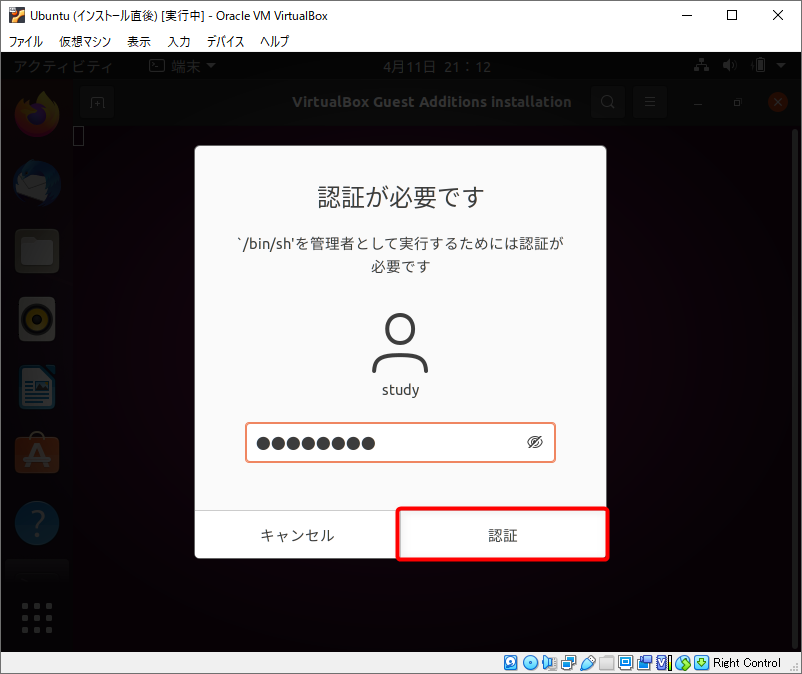 Ubuntu (インストール直後) [実行中] - Oracle VM VirtualBox
ファイル 仮想マシン 表示 入力 デバイス ヘルプ
アクティビティ 端末 4月11日 21：12
VirtualBox Guest Additions installation
認証が必要です
`/bin/sh'を管理者として実行するためには認証が
必要です
study
●●●●●●●●
キャンセル 認証
Right Control